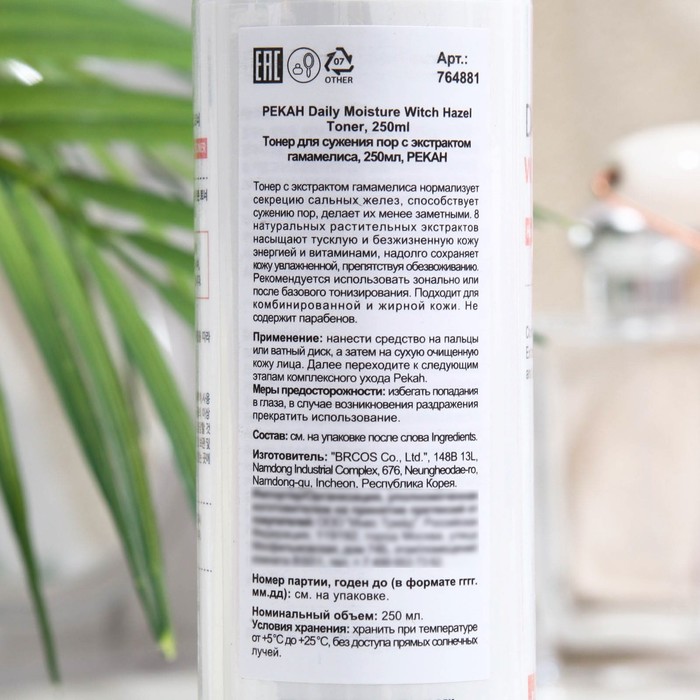 EAC
07
OTHER
Арт.:
764881
PEKAH Daily Moisture Witch Hazel
Toner, 250ml
Тонер для сужения пор с экстрактом
гамамелиса, 250мл, PEKAH
Тонер с экстрактом гамамелиса нормализует
секрецию сальных желез, способствует
сужению пор, делает их менее заметными. 8
натуральных растительных экстрактов
насыщают тусклую и безжизненную кожу
энергией и витаминами, надолго сохраняет
кожу увлажненной, препятствуя обезвоживанию.
Рекомендуется использовать зонально или
после базового тонизирования. Подходит для
комбинированной и жирной кожи. Не
содержит парабенов.
Применение: нанести средство на пальцы
или ватный диск, а затем на сухую очищенную
кожу лица. Далее переходите к следующим
этапам комплексного ухода Pekah.
Меры предосторожности: избегать попадания
в глаза, в случае возникновения раздражения
прекратить использование.
Состав: см. на упаковке после слова Ingredients.
Изготовитель: "BRCOS Co., Ltd.", 148B 13L,
Namdong Industrial Complex, 676, Neungheodae-ro,
Namdong-gu, Incheon, Республика Корея.
Номер партии, годен до (в формате гггг.
мм.дд): см. на упаковке.
Номинальный объем: 250 мл.
Условия хранения: хранить при температуре
от +5°С до +25°С, без доступа прямых солнечных
лучей.